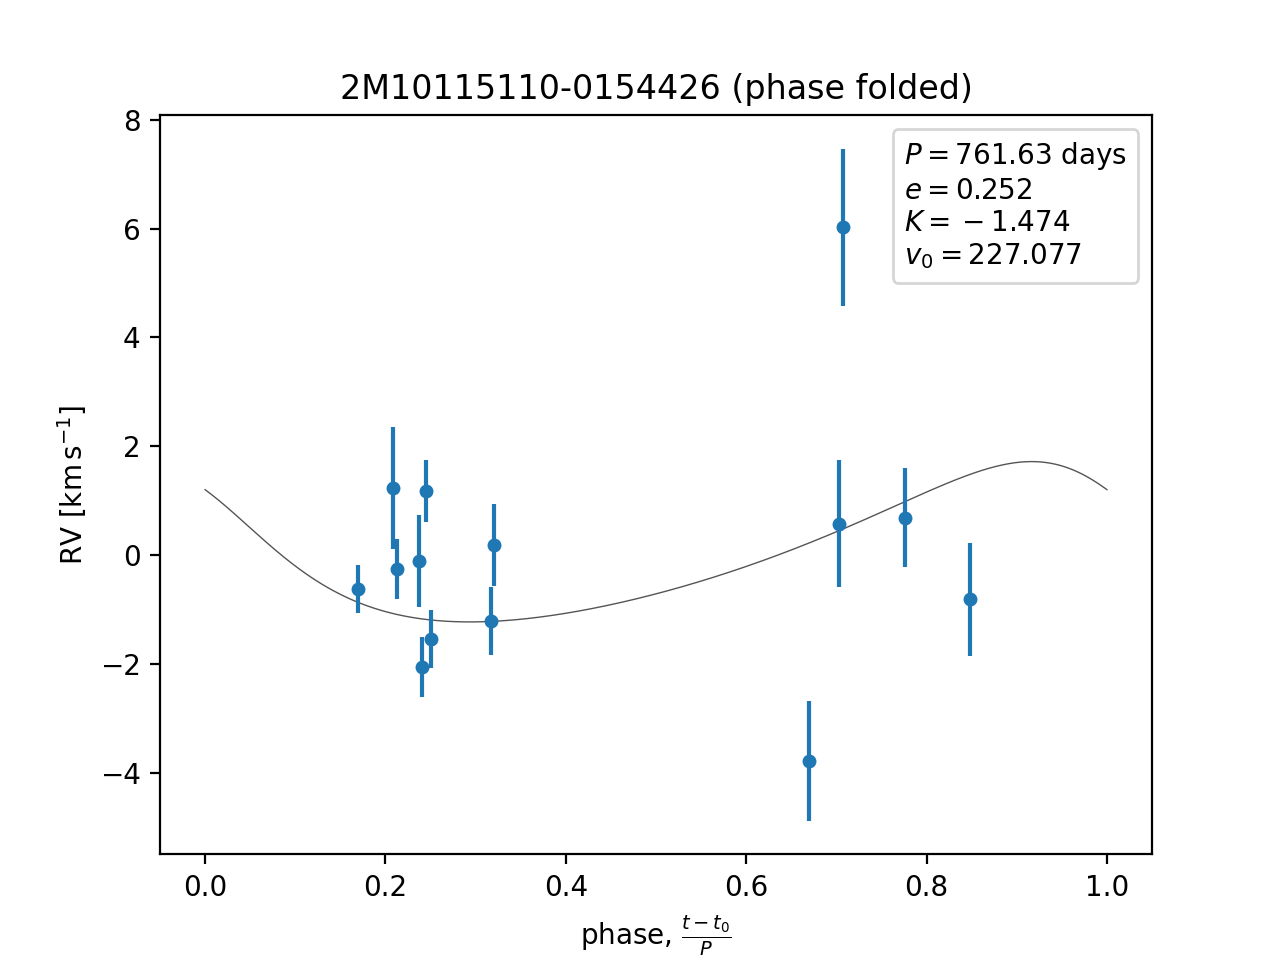 2M10115110-0154426 (phase folded)
P = 761.63 days
e = 0.252
K = −1.474
v₀ = 227.077
RV [km s⁻¹]
8
6
4
2
0
−2
−4
0.0 0.2 0.4 0.6 0.8 1.0
phase, (t − t₀)/P